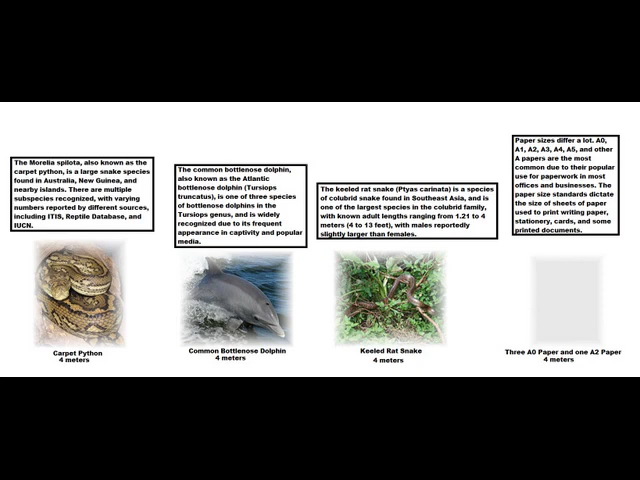 The Morelia spilota, also known as the
carpet python, is a large snake species
found in Australia, New Guinea, and
nearby islands. There are multiple
subspecies recognized, with varying
numbers reported by different sources,
including ITIS, Reptile Database, and
IUCN.
Carpet Python
4 meters
The common bottlenose dolphin,
also known as the Atlantic
bottlenose dolphin (Tursiops
truncatus), is one of three species
of bottlenose dolphins in the
Tursiops genus, and is widely
recognized due to its frequent
appearance in captivity and popular
media.
Common Bottlenose Dolphin
4 meters
The keeled rat snake (Ptyas carinata) is a species
of colubrid snake found in Southeast Asia, and is
one of the largest species in the colubrid family,
with known adult lengths ranging from 1.21 to 4
meters (4 to 13 feet), with males reportedly
slightly larger than females.
Keeled Rat Snake
4 meters
Paper sizes differ a lot. A0,
A1, A2, A3, A4, A5, and other
A papers are the most
common due to their popular
use for paperwork in most
offices and businesses. The
paper size standards dictate
the size of sheets of paper
used to print writing paper,
stationery, cards, and some
printed documents.
Three A0 Paper and one A2 Paper
4 meters